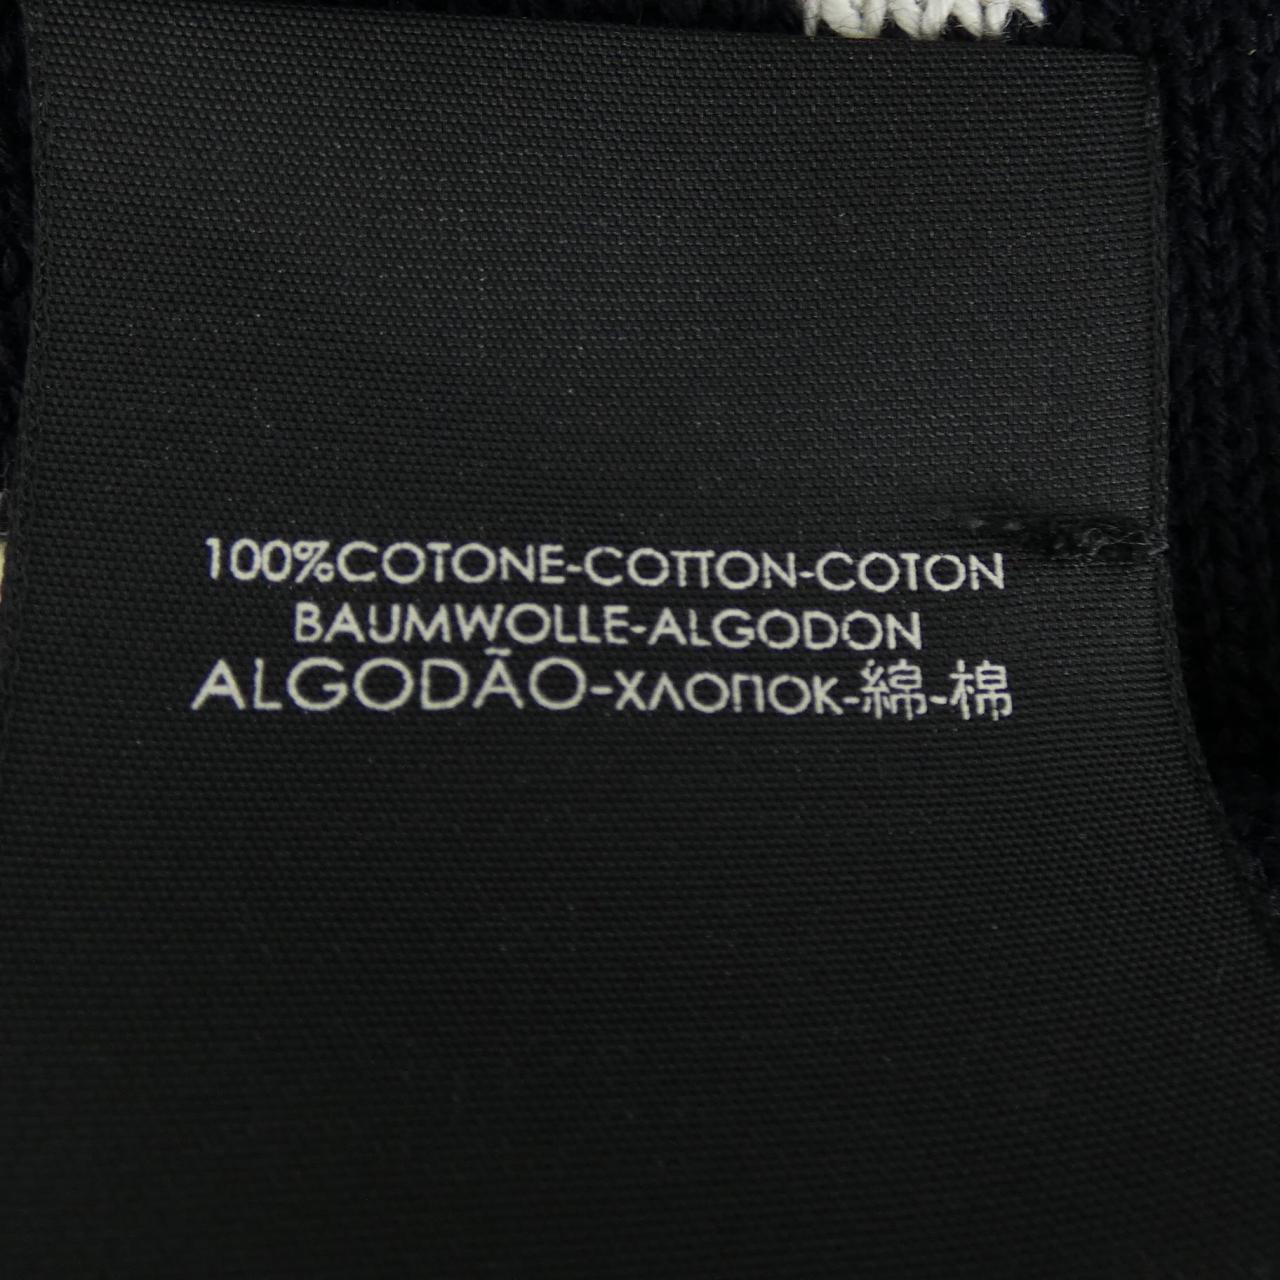 100%COTONE-COTTON-COTON
BAUMWOLLE-ALGODON
ALGODÃO-ХЛОПОК-綿-棉